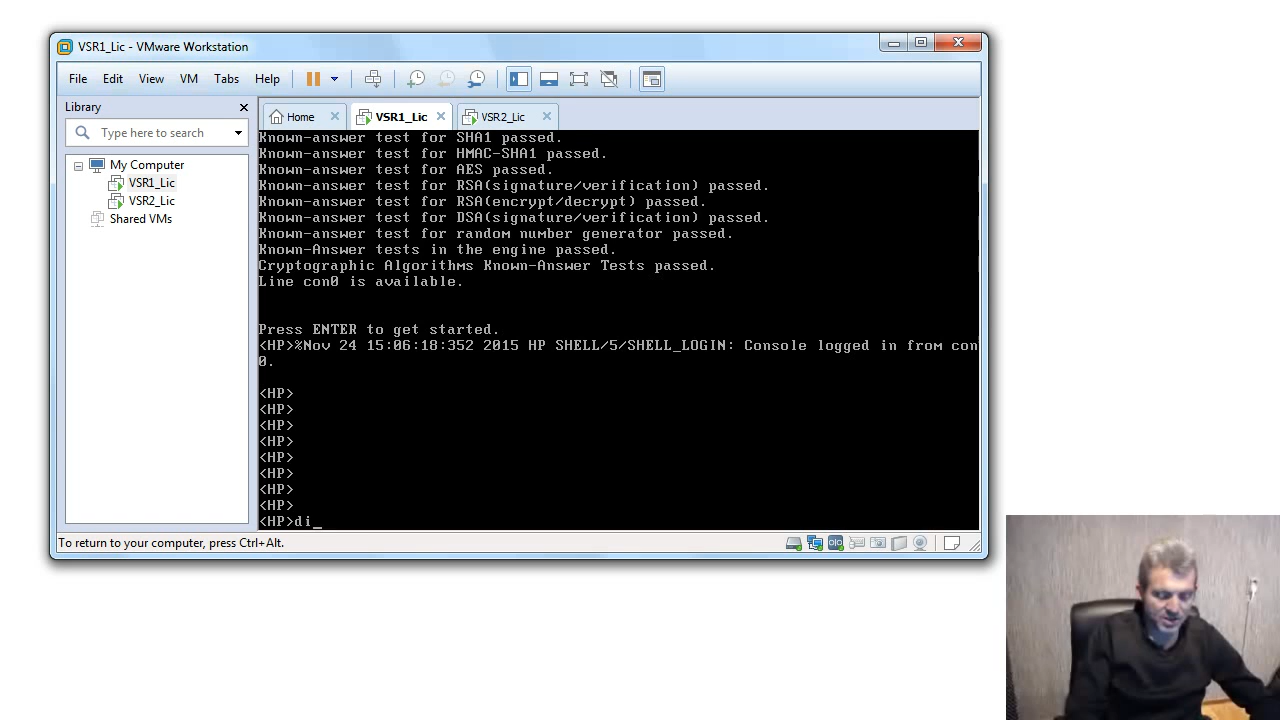 VSR1_Lic - VMware Workstation
File Edit View VM Tabs Help
Library
Home VSR1_Lic VSR2_Lic
Type here to search
My Computer
VSR1_Lic
VSR2_Lic
Shared VMs
Known-answer test for SHA1 passed.
Known-answer test for HMAC-SHA1 passed.
Known-answer test for AES passed.
Known-answer test for RSA(signature/verification) passed.
Known-answer test for RSA(encrypt/decrypt) passed.
Known-answer test for DSA(signature/verification) passed.
Known-answer test for random number generator passed.
Known-Answer tests in the engine passed.
Cryptographic Algorithms Known-Answer Tests passed.
Line con0 is available.
Press ENTER to get started.
<HP>%Nov 24 15:06:18:352 2015 HP SHELL/5/SHELL_LOGIN: Console logged in from con
0.
<HP>
<HP>
<HP>
<HP>
<HP>
<HP>
<HP>
<HP>
<HP>di_
To return to your computer, press Ctrl+Alt.